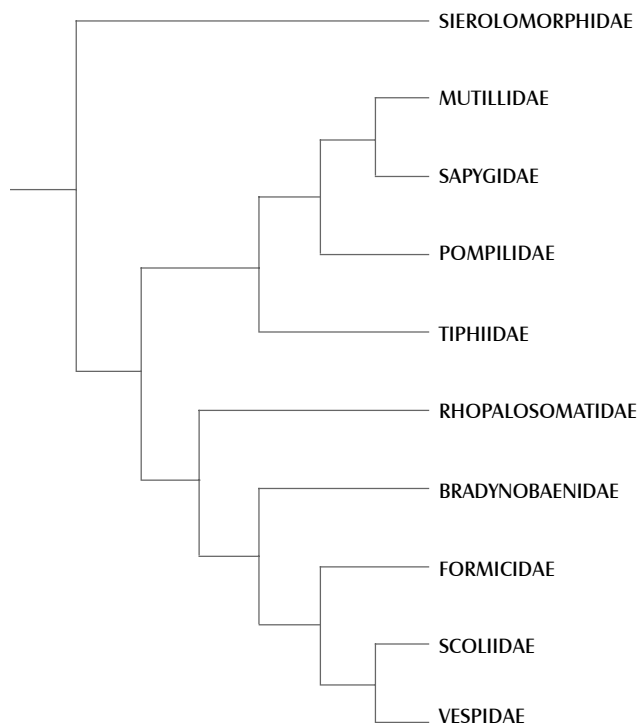 SIEROLOMORPHIDAE
MUTILLIDAE
SAPYGIDAE
POMPILIDAE
TIPHIIDAE
RHOPALOSOMATIDAE
BRADYNOBAENIDAE
FORMICIDAE
SCOLIIDAE
VESPIDAE